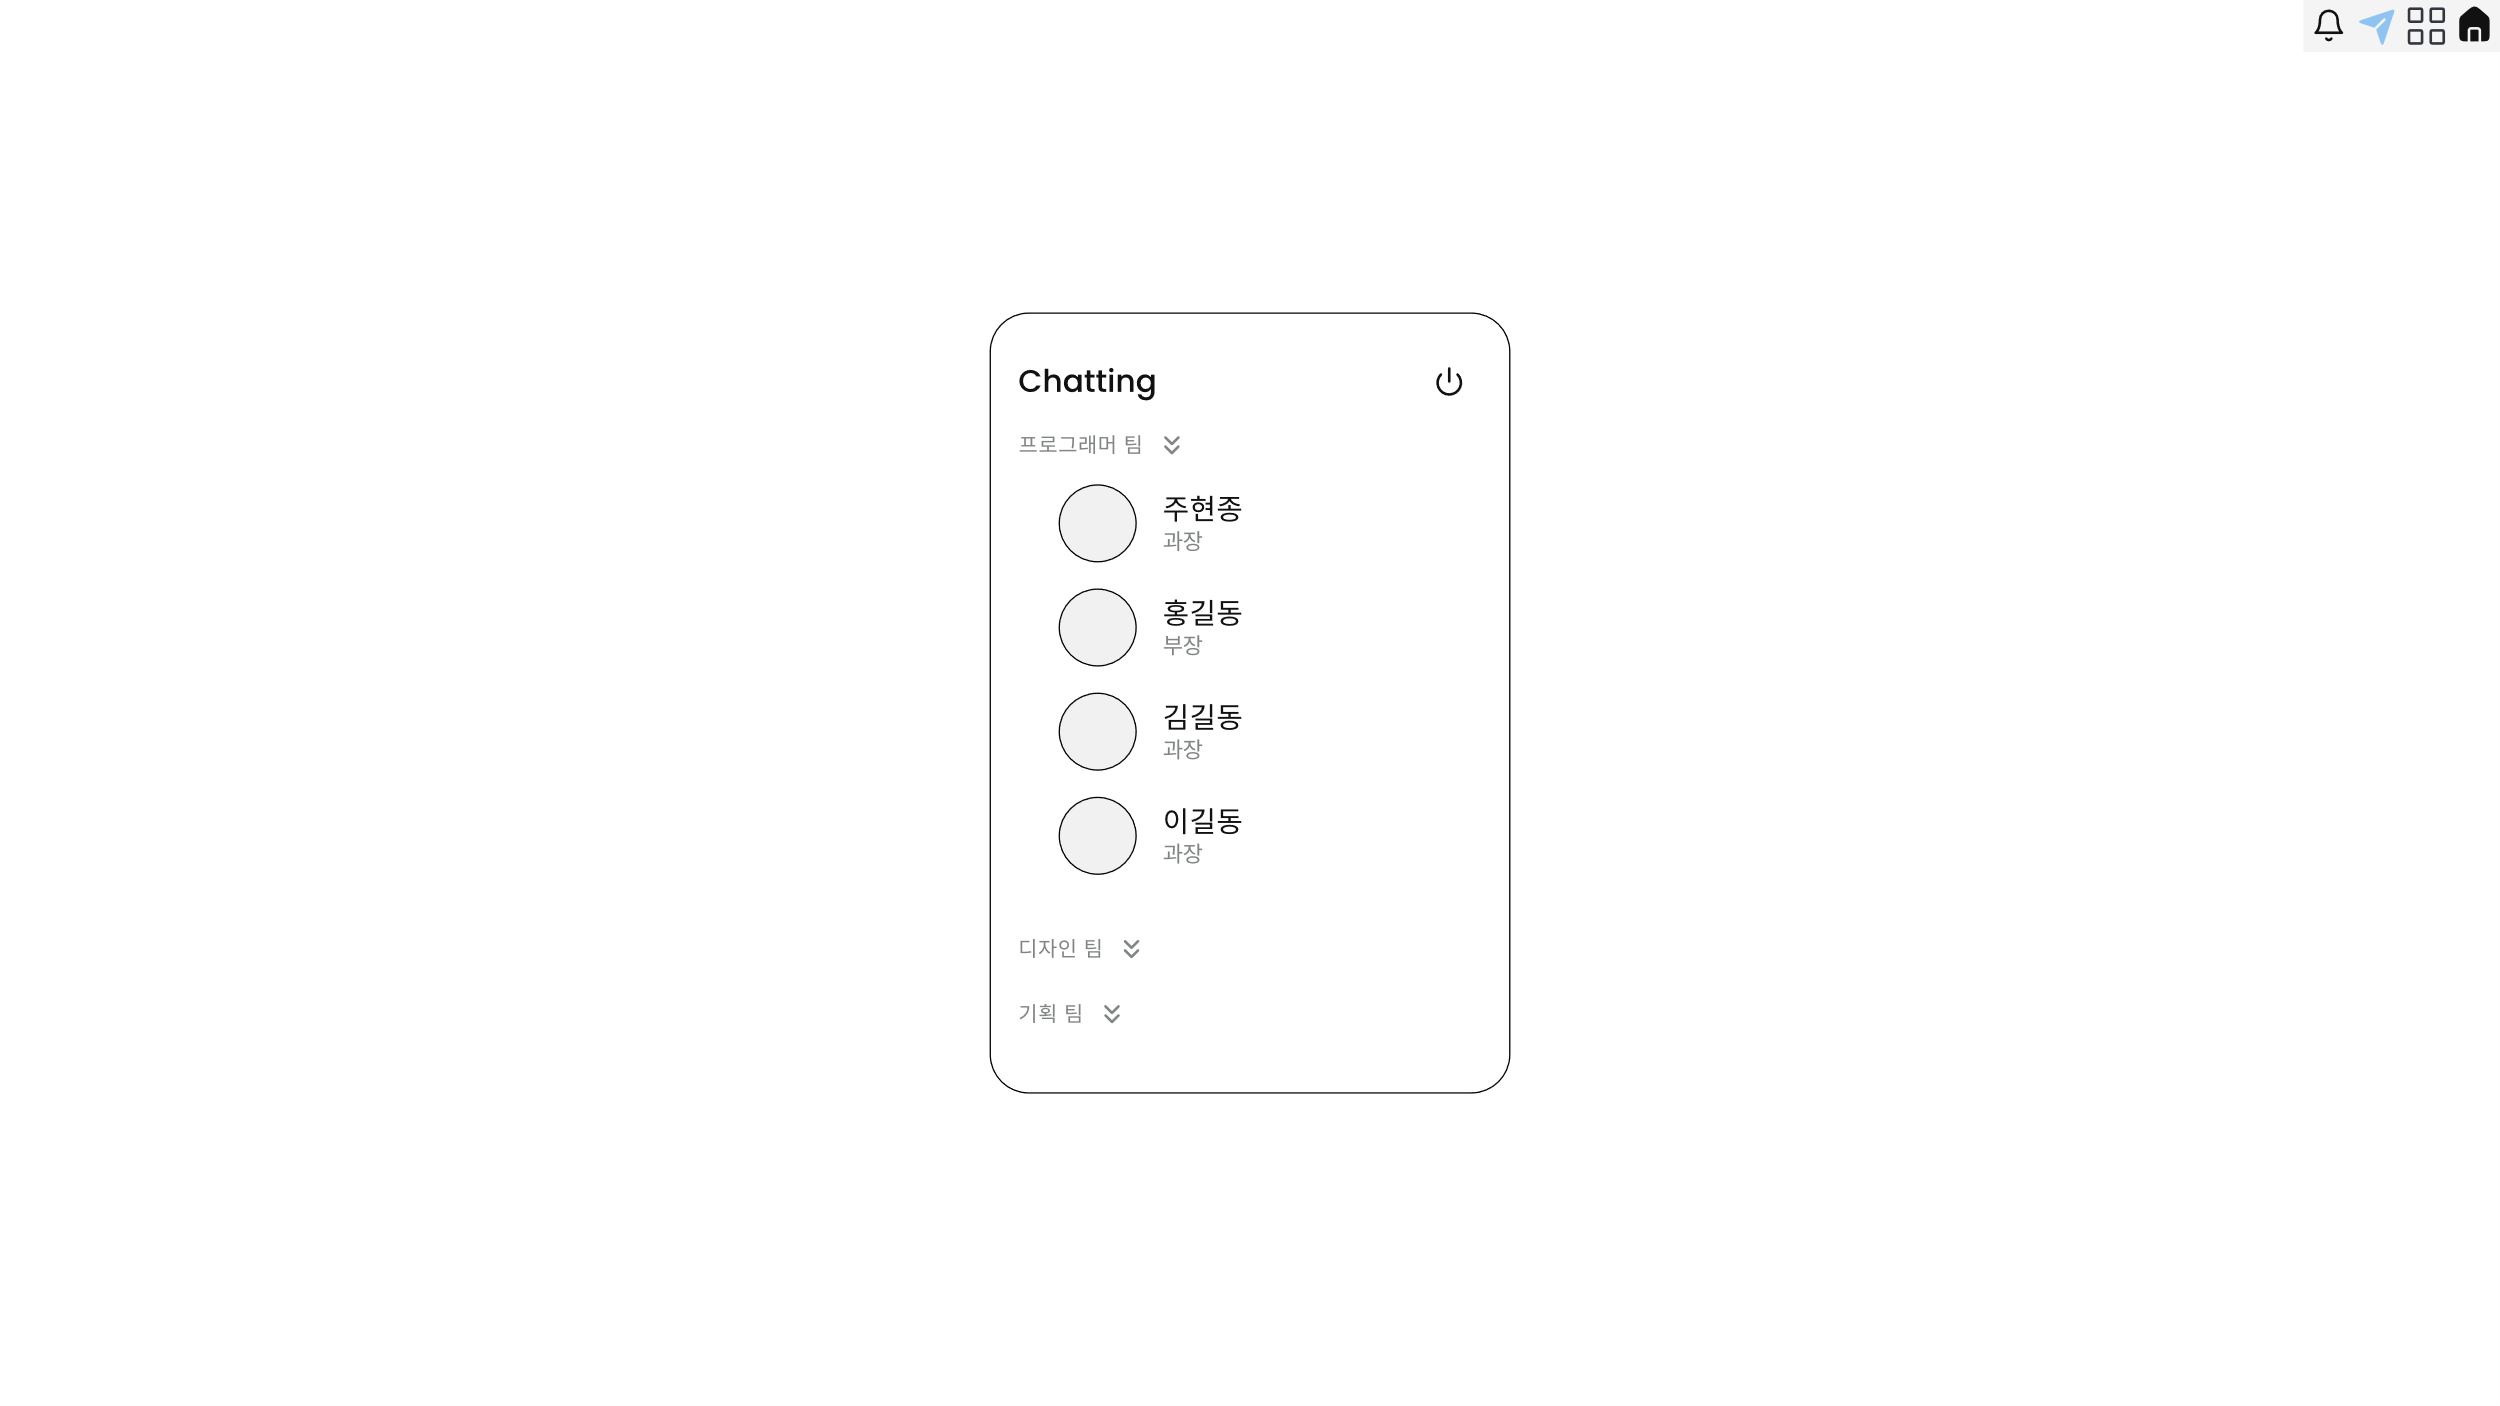 Chatting
프로그래머 팀
주현중
과장
홍길동
부장
김길동
과장
이길동
과장
디자인 팀
기획 팀